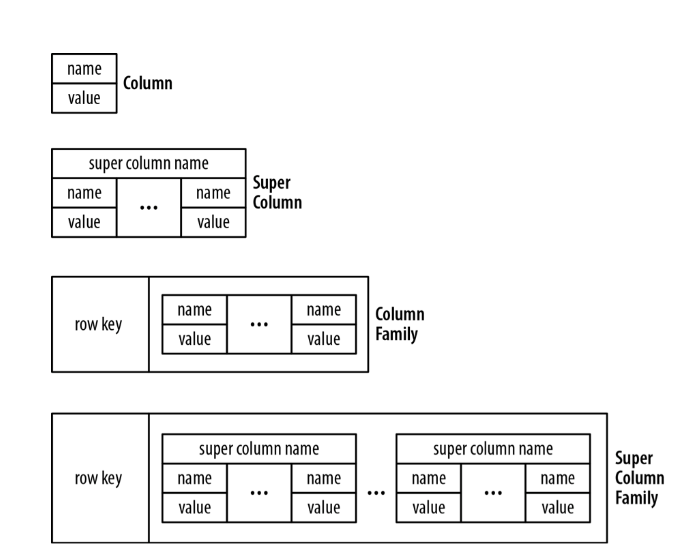 name
value
Column
super column name
name ... name
value value
Super
Column
row key
name ... name
value value
Column
Family
row key
super column name super column name
name ... name ... name ... name
value value value value
Super
Column
Family